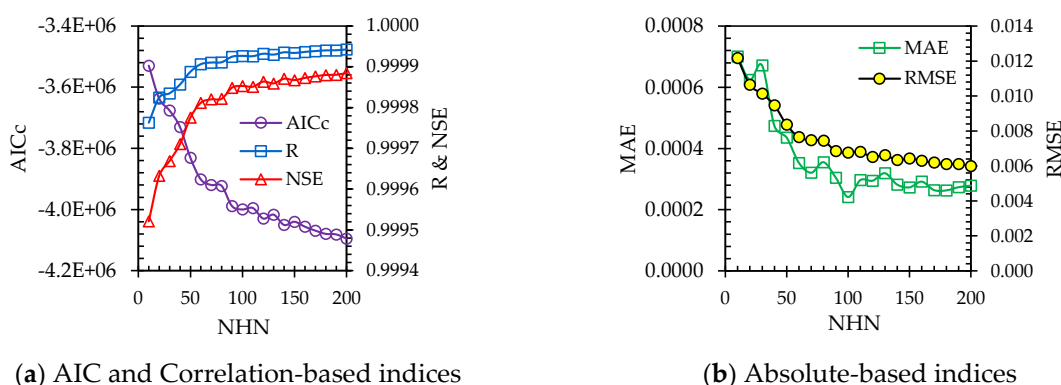 -3.4E+06
-3.6E+06
-3.8E+06
-4.0E+06
-4.2E+06
AICc
0
50
100
150
200
NHN
1.0000
0.9999
0.9998
0.9997
0.9996
0.9995
0.9994
R & NSE
AICc
R
NSE
(a) AIC and Correlation-based indices
0.0008
0.0006
0.0004
0.0002
0.0000
MAE
0
50
100
150
200
NHN
0.014
0.012
0.010
0.008
0.006
0.004
0.002
0.000
RMSE
MAE
RMSE
(b) Absolute-based indices